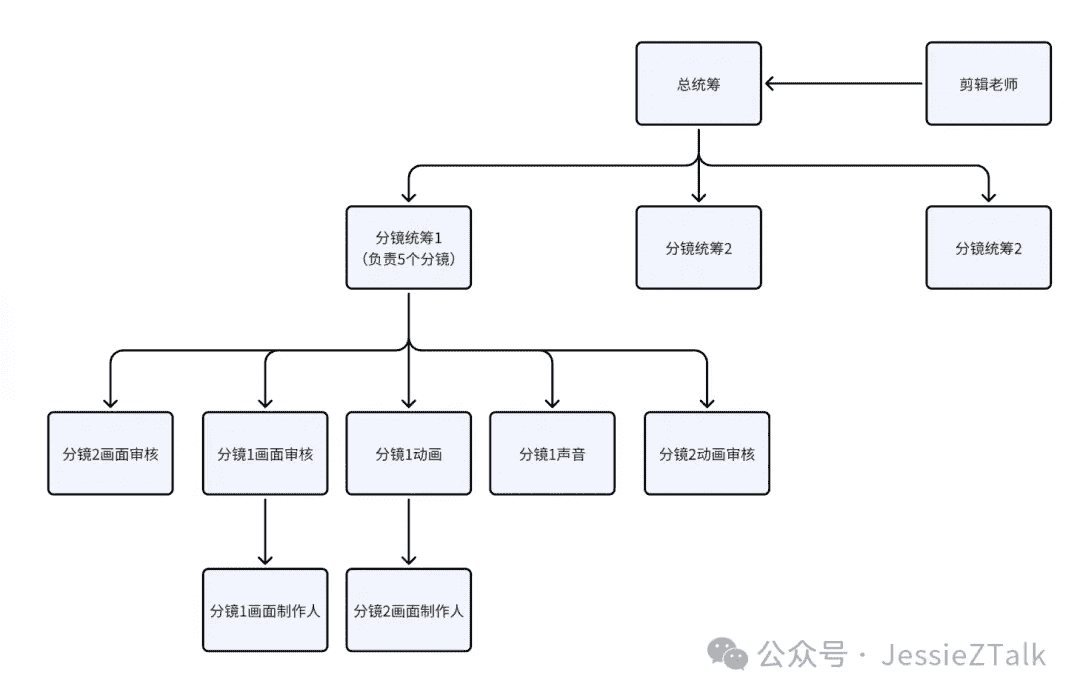 总统筹
剪辑老师
分镜统筹1
（负责5个分镜）
分镜统筹2
分镜统筹2
分镜2画面审核
分镜1画面审核
分镜1动画
分镜1声音
分镜2动画审核
分镜1画面制作人
分镜2画面制作人
公众号 · JessieZTalk